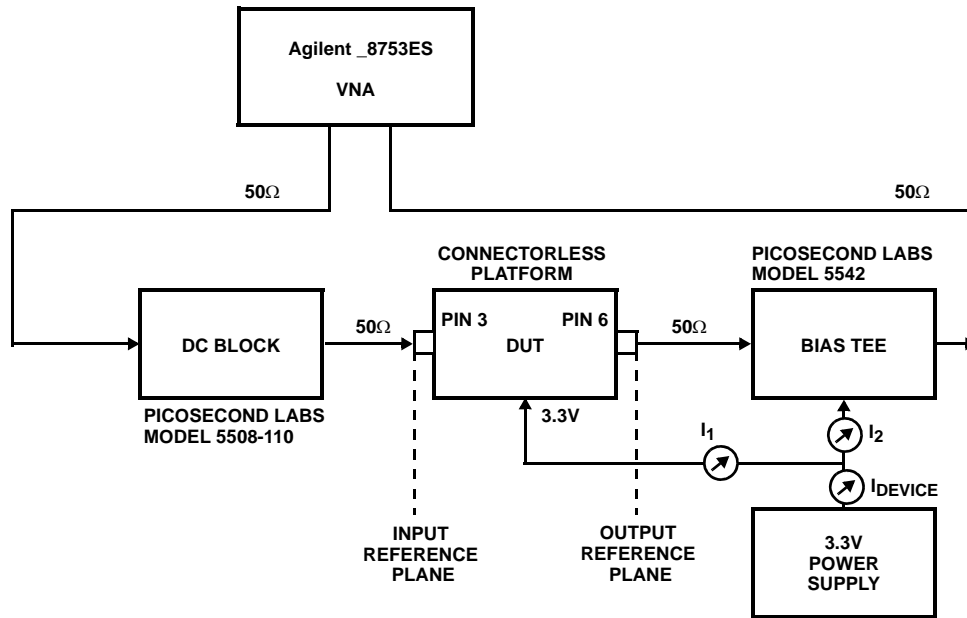 Agilent _8753ES
VNA
50Ω
50Ω
CONNECTORLESS
PLATFORM
PICOSECOND LABS
MODEL 5542
DC BLOCK
50Ω
PIN 3
PIN 6
DUT
50Ω
BIAS TEE
PICOSECOND LABS
MODEL 5508-110
3.3V
I1
I2
IDEVICE
INPUT
REFERENCE
PLANE
OUTPUT
REFERENCE
PLANE
3.3V
POWER
SUPPLY